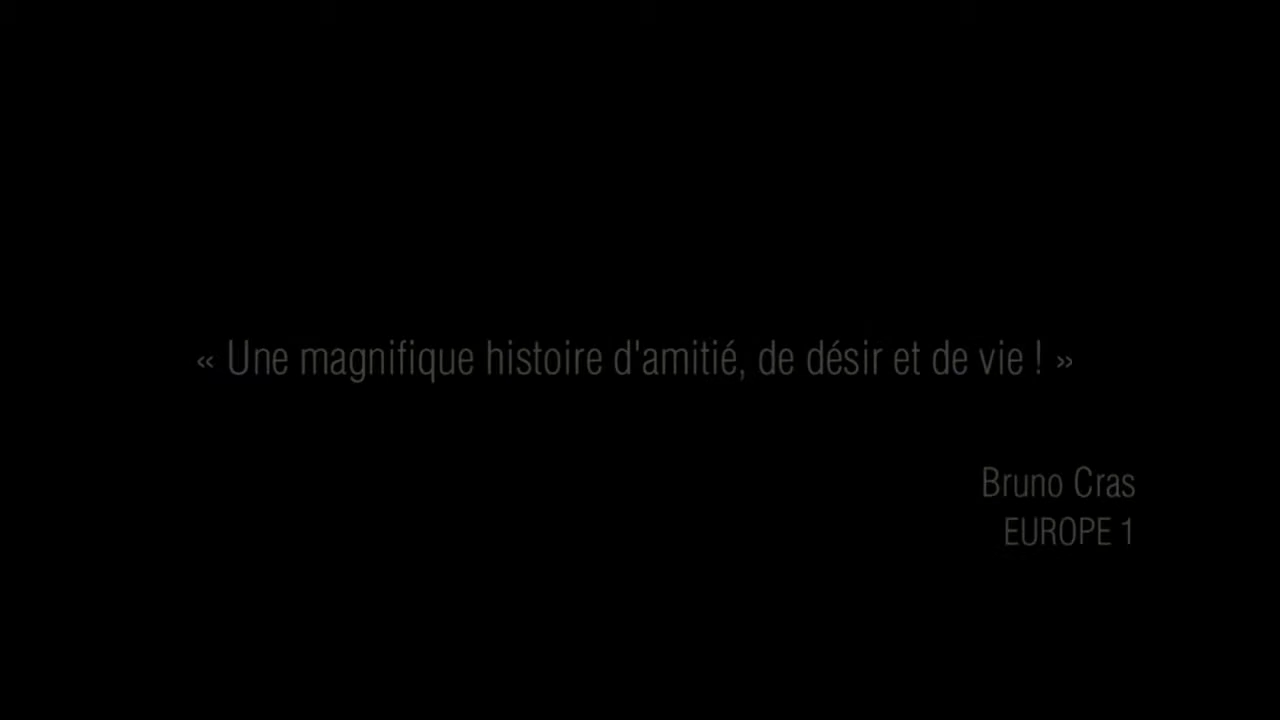 « Une magnifique histoire d'amitié, de désir et de vie ! »
Bruno Cras
EUROPE 1